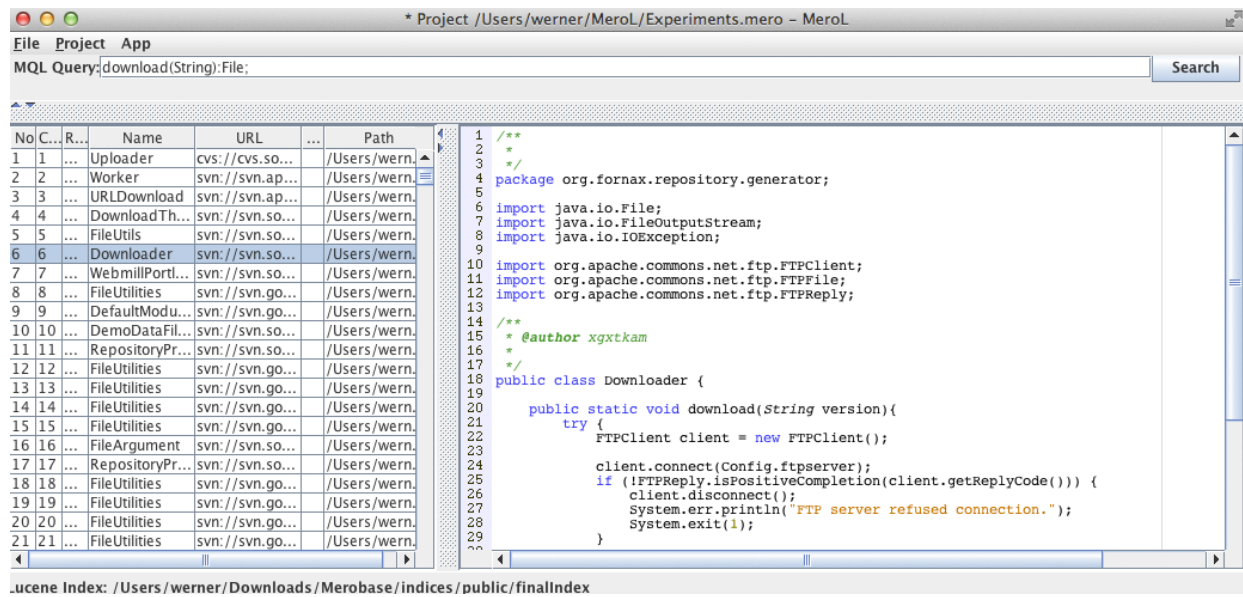 * Project /Users/werner/MeroL/Experiments.mero – MeroL
File Project App
MQL Query: download(String):File; Search
No C... R... Name URL ... Path
1 1 ... Uploader cvs://cvs.so... /Users/wern.
2 2 ... Worker svn://svn.ap... /Users/wern.
3 3 ... URLDownload svn://svn.ap... /Users/wern.
4 4 ... DownloadTh... svn://svn.so... /Users/wern.
5 5 ... FileUtils svn://svn.so... /Users/wern.
6 6 ... Downloader svn://svn.so... /Users/wern.
7 7 ... WebmillPortl... svn://svn.so... /Users/wern.
8 8 ... FileUtilities svn://svn.go... /Users/wern.
9 9 ... DefaultModu... svn://svn.go... /Users/wern.
10 10 ... DemoDataFil... svn://svn.so... /Users/wern.
11 11 ... RepositoryPr... svn://svn.so... /Users/wern.
12 12 ... FileUtilities svn://svn.go... /Users/wern.
13 13 ... FileUtilities svn://svn.go... /Users/wern.
14 14 ... FileUtilities svn://svn.go... /Users/wern.
15 15 ... FileUtilities svn://svn.go... /Users/wern.
16 16 ... FileArgument svn://svn.so... /Users/wern.
17 17 ... RepositoryPr... svn://svn.so... /Users/wern.
18 18 ... FileUtilities svn://svn.go... /Users/wern.
19 19 ... FileUtilities svn://svn.go... /Users/wern.
20 20 ... FileUtilities svn://svn.go... /Users/wern.
21 21 ... FileUtilities svn://svn.go... /Users/wern.
1 /**
2 *
3 */
4 package org.fornax.repository.generator;
5
6 import java.io.File;
7 import java.io.FileOutputStream;
8 import java.io.IOException;
9
10 import org.apache.commons.net.ftp.FTPClient;
11 import org.apache.commons.net.ftp.FTPFile;
12 import org.apache.commons.net.ftp.FTPReply;
13
14 /**
15 * @author xgxtkam
16 *
17 */
18 public class Downloader {
19
20 public static void download(String version){
21 try {
22 FTPClient client = new FTPClient();
23
24 client.connect(Config.ftpserver);
25 if (!FTPReply.isPositiveCompletion(client.getReplyCode())) {
26 client.disconnect();
27 System.err.println("FTP server refused connection.");
28 System.exit(1);
29 }
Lucene Index: /Users/werner/Downloads/Merobase/indices/public/finalIndex